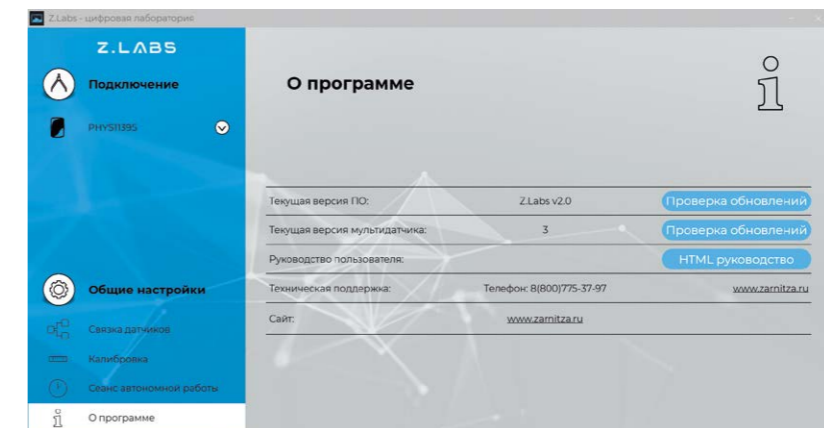 Z.Labs - цифровая лаборатория
Z.LABS
Подключение
PHYS11395
О программе
Текущая версия ПО: Z.Labs v2.0 Проверка обновлений
Текущая версия мультидатчика: 3 Проверка обновлений
Руководство пользователя: HTML руководство
Общие настройки
Техническая поддержка: Телефон: 8(800)775-37-97 www.zarnitza.ru
Сайт: www.zarnitza.ru
Связка датчиков
Калибровка
Сеанс автономной работы
О программе